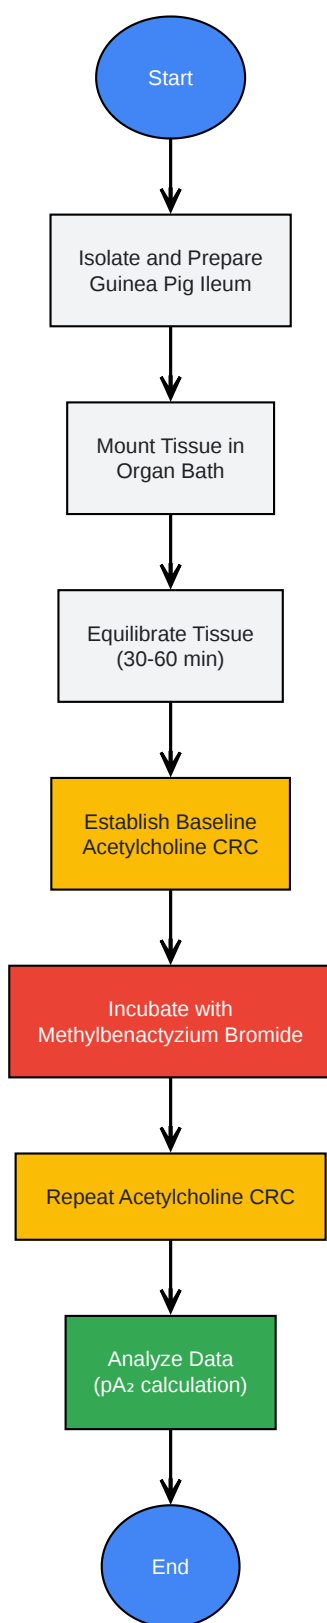 Start
Isolate and Prepare
Guinea Pig Ileum
Mount Tissue in
Organ Bath
Equilibrate Tissue
(30-60 min)
Establish Baseline
Acetylcholine CRC
Incubate with
Methylbenactyzium Bromide
Repeat Acetylcholine CRC
Analyze Data
(pA₂ calculation)
End